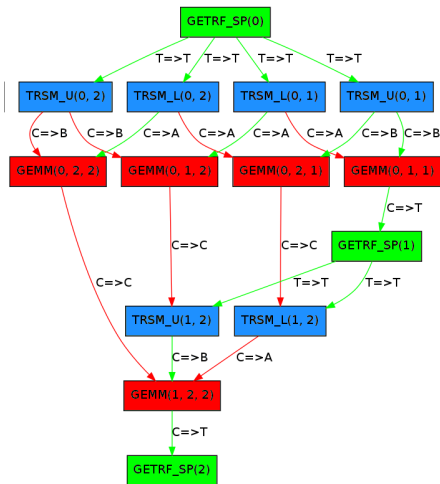 GETRF_SP(0)
T=>T T=>T T=>T T=>T
TRSM_U(0, 2) TRSM_L(0, 2) TRSM_L(0, 1) TRSM_U(0, 1)
C=>B C=>B C=>A C=>A C=>A C=>A C=>B C=>B
GEMM(0, 2, 2) GEMM(0, 1, 2) GEMM(0, 2, 1) GEMM(0, 1, 1)
C=>T
C=>C C=>C GETRF_SP(1)
C=>C T=>T T=>T
TRSM_U(1, 2) TRSM_L(1, 2)
C=>B C=>A
GEMM(1, 2, 2)
C=>T
GETRF_SP(2)